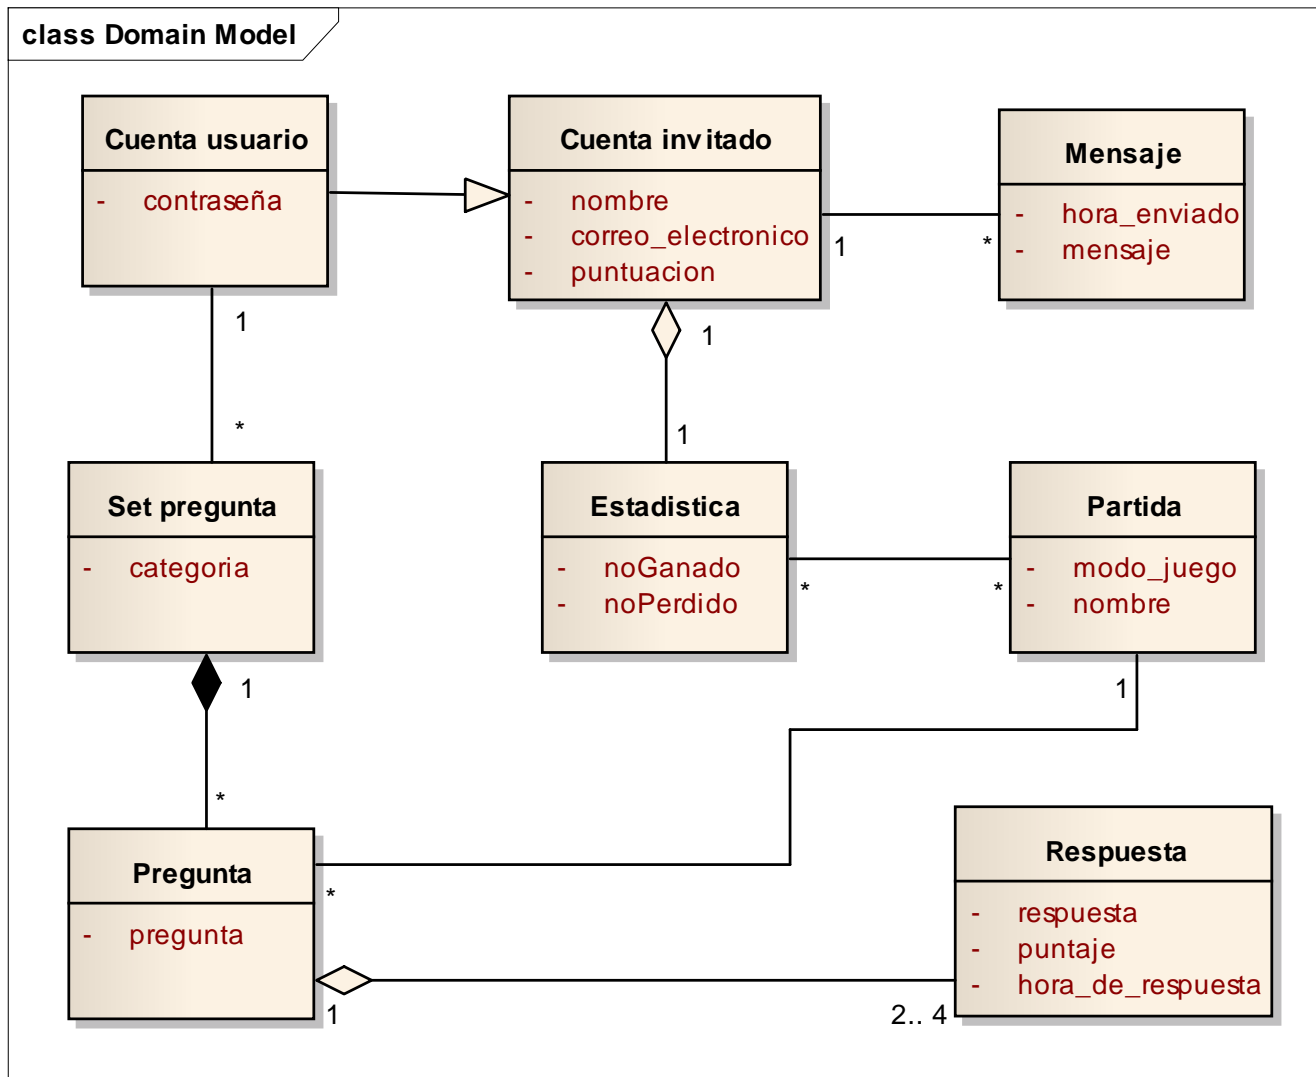 class Domain Model
Cuenta usuario
- contraseña
Cuenta invitado
- nombre
- correo_electronico
- puntuacion
Mensaje
- hora_enviado
- mensaje
1
*
1
1
*
1
Set pregunta
- categoria
Estadistica
- noGanado
- noPerdido
Partida
- modo_juego
- nombre
*
*
1
1
*
Pregunta
- pregunta
*
1
Respuesta
- respuesta
- puntaje
- hora_de_respuesta
2.. 4